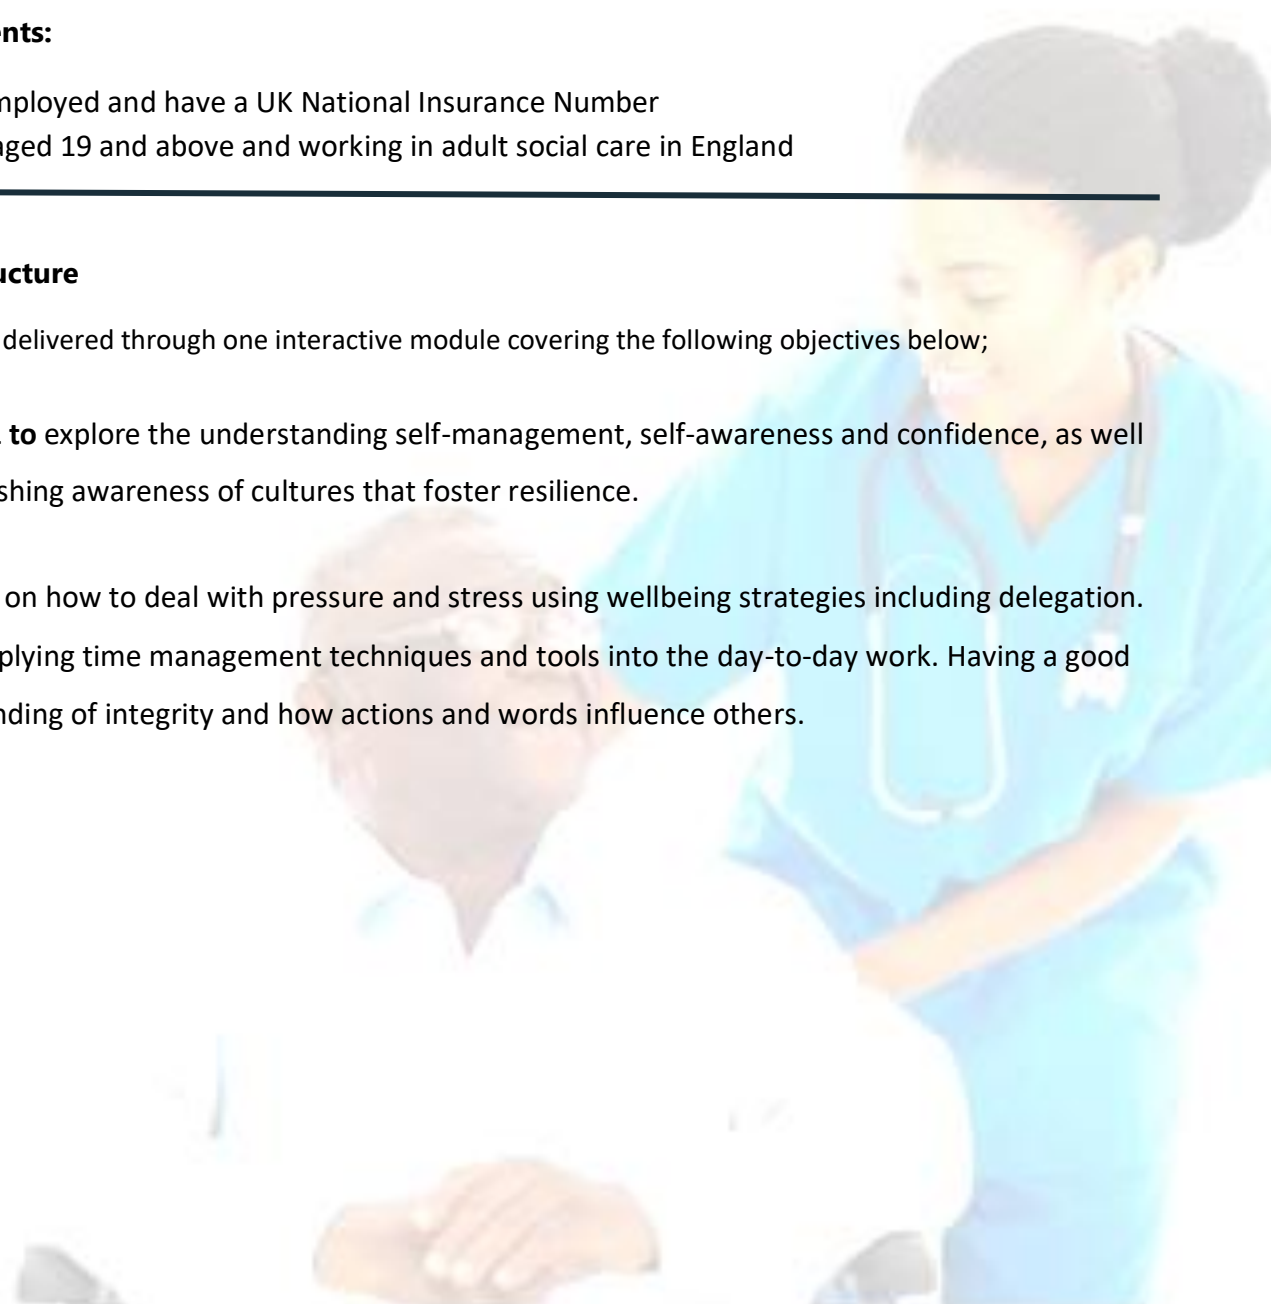 ents:
mployed and have a UK National Insurance Number
aged 19 and above and working in adult social care in England
ucture
delivered through one interactive module covering the following objectives below;
to explore the understanding self-management, self-awareness and confidence, as well
shing awareness of cultures that foster resilience.
on how to deal with pressure and stress using wellbeing strategies including delegation.
plying time management techniques and tools into the day-to-day work. Having a good
nding of integrity and how actions and words influence others.